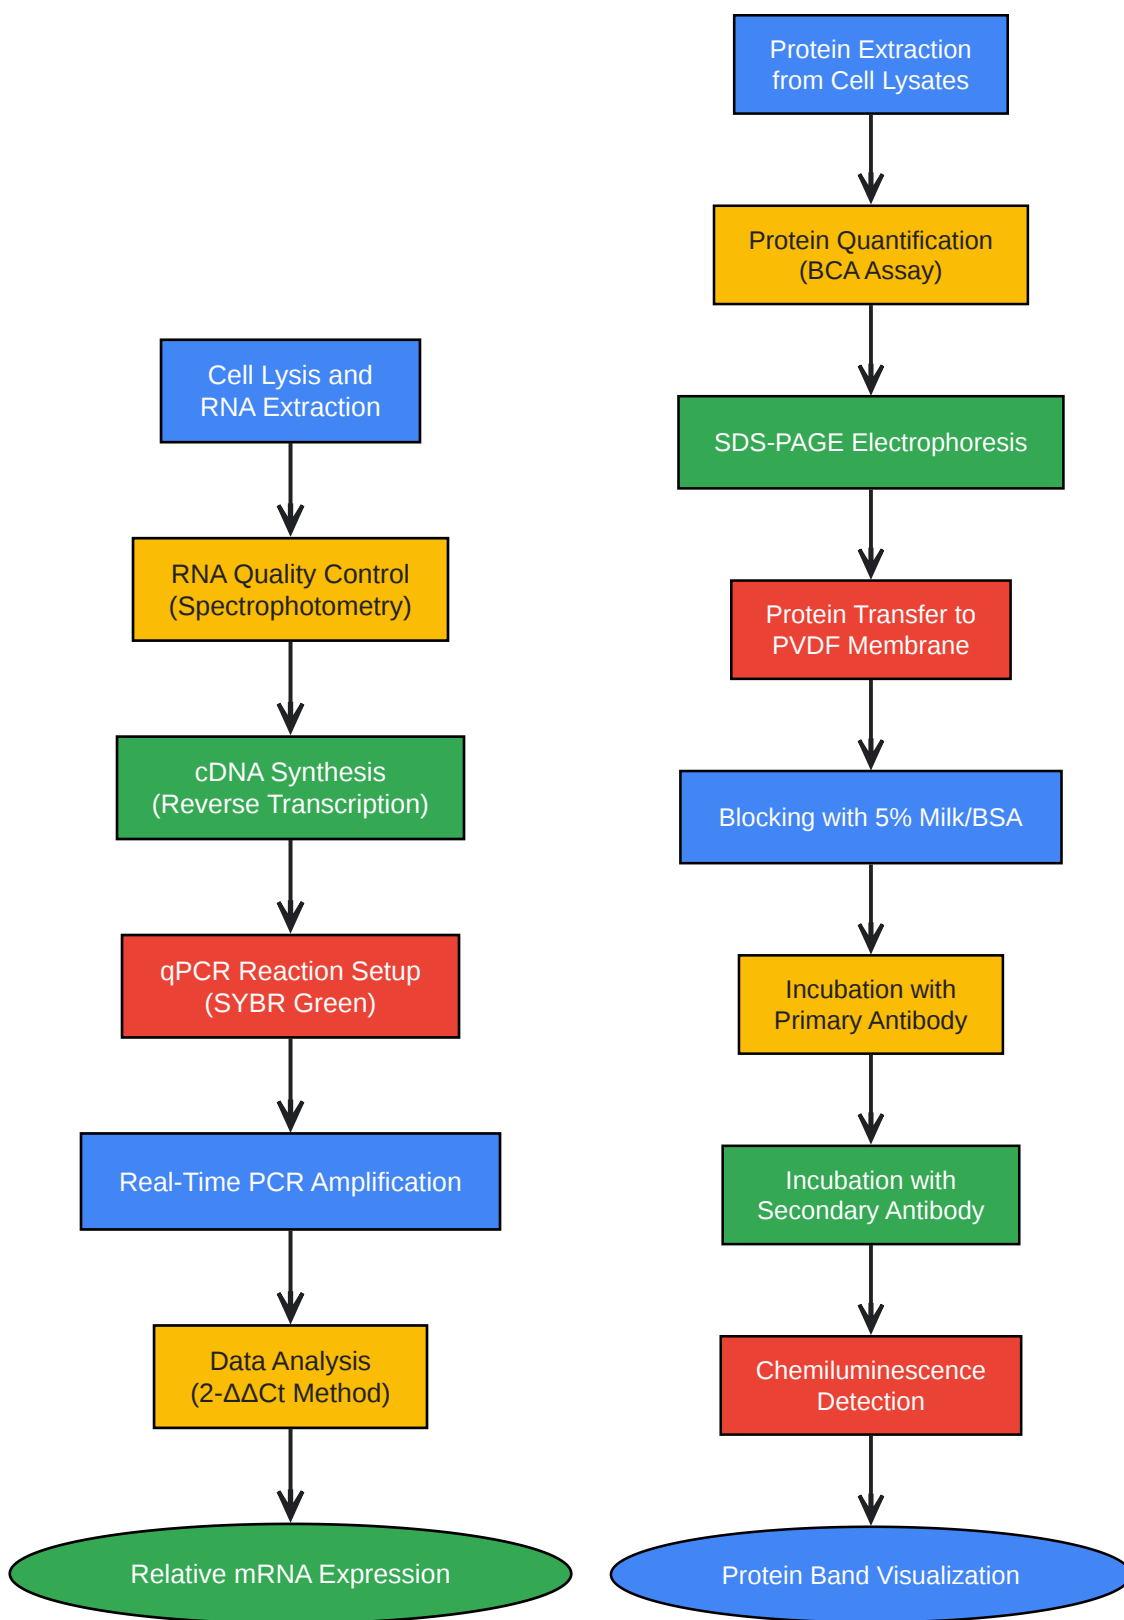 Cell Lysis and
RNA Extraction
RNA Quality Control
(Spectrophotometry)
cDNA Synthesis
(Reverse Transcription)
qPCR Reaction Setup
(SYBR Green)
Real-Time PCR Amplification
Data Analysis
(2-ΔΔCt Method)
Relative mRNA Expression
Protein Extraction
from Cell Lysates
Protein Quantification
(BCA Assay)
SDS-PAGE Electrophoresis
Protein Transfer to
PVDF Membrane
Blocking with 5% Milk/BSA
Incubation with
Primary Antibody
Incubation with
Secondary Antibody
Chemiluminescence
Detection
Protein Band Visualization